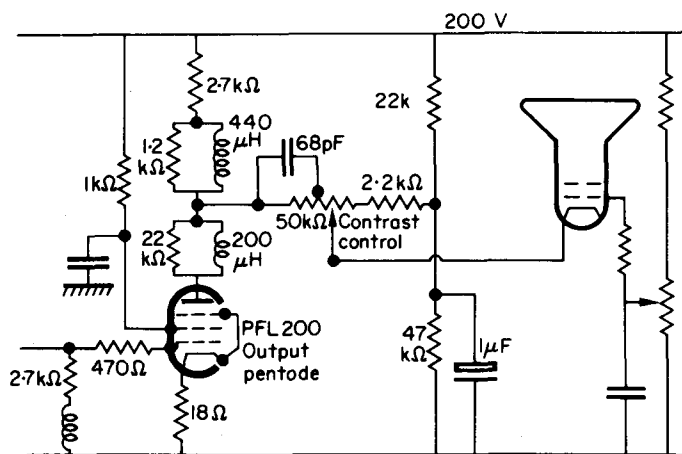 200 V
2·7kΩ
22k
440
μH
1·2
kΩ
68pF
1kΩ
2·2kΩ
50kΩ
Contrast
control
22
kΩ
200
μH
PFL200
Output
pentode
47
kΩ
1μF
470Ω
2·7kΩ
18Ω